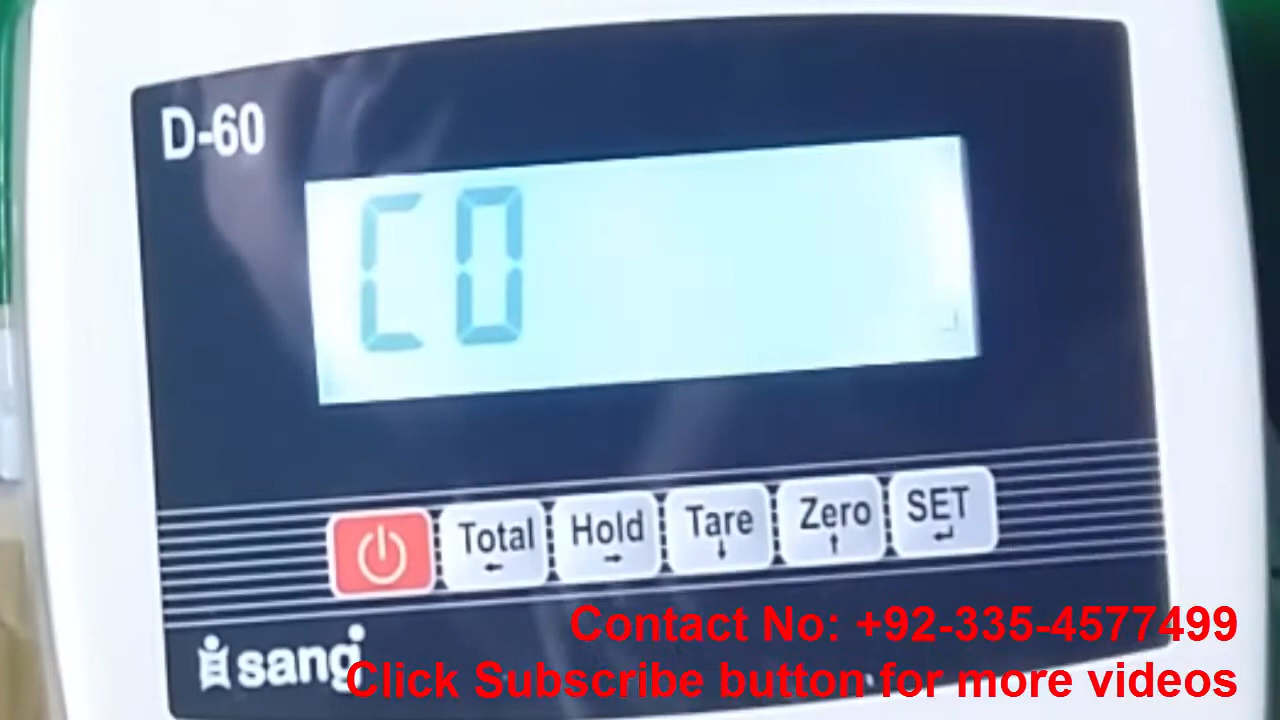 D-60
C0
Total
Hold
Tare
Zero
SET
sang
Contact No: +92-335-4577499
Click Subscribe button for more videos